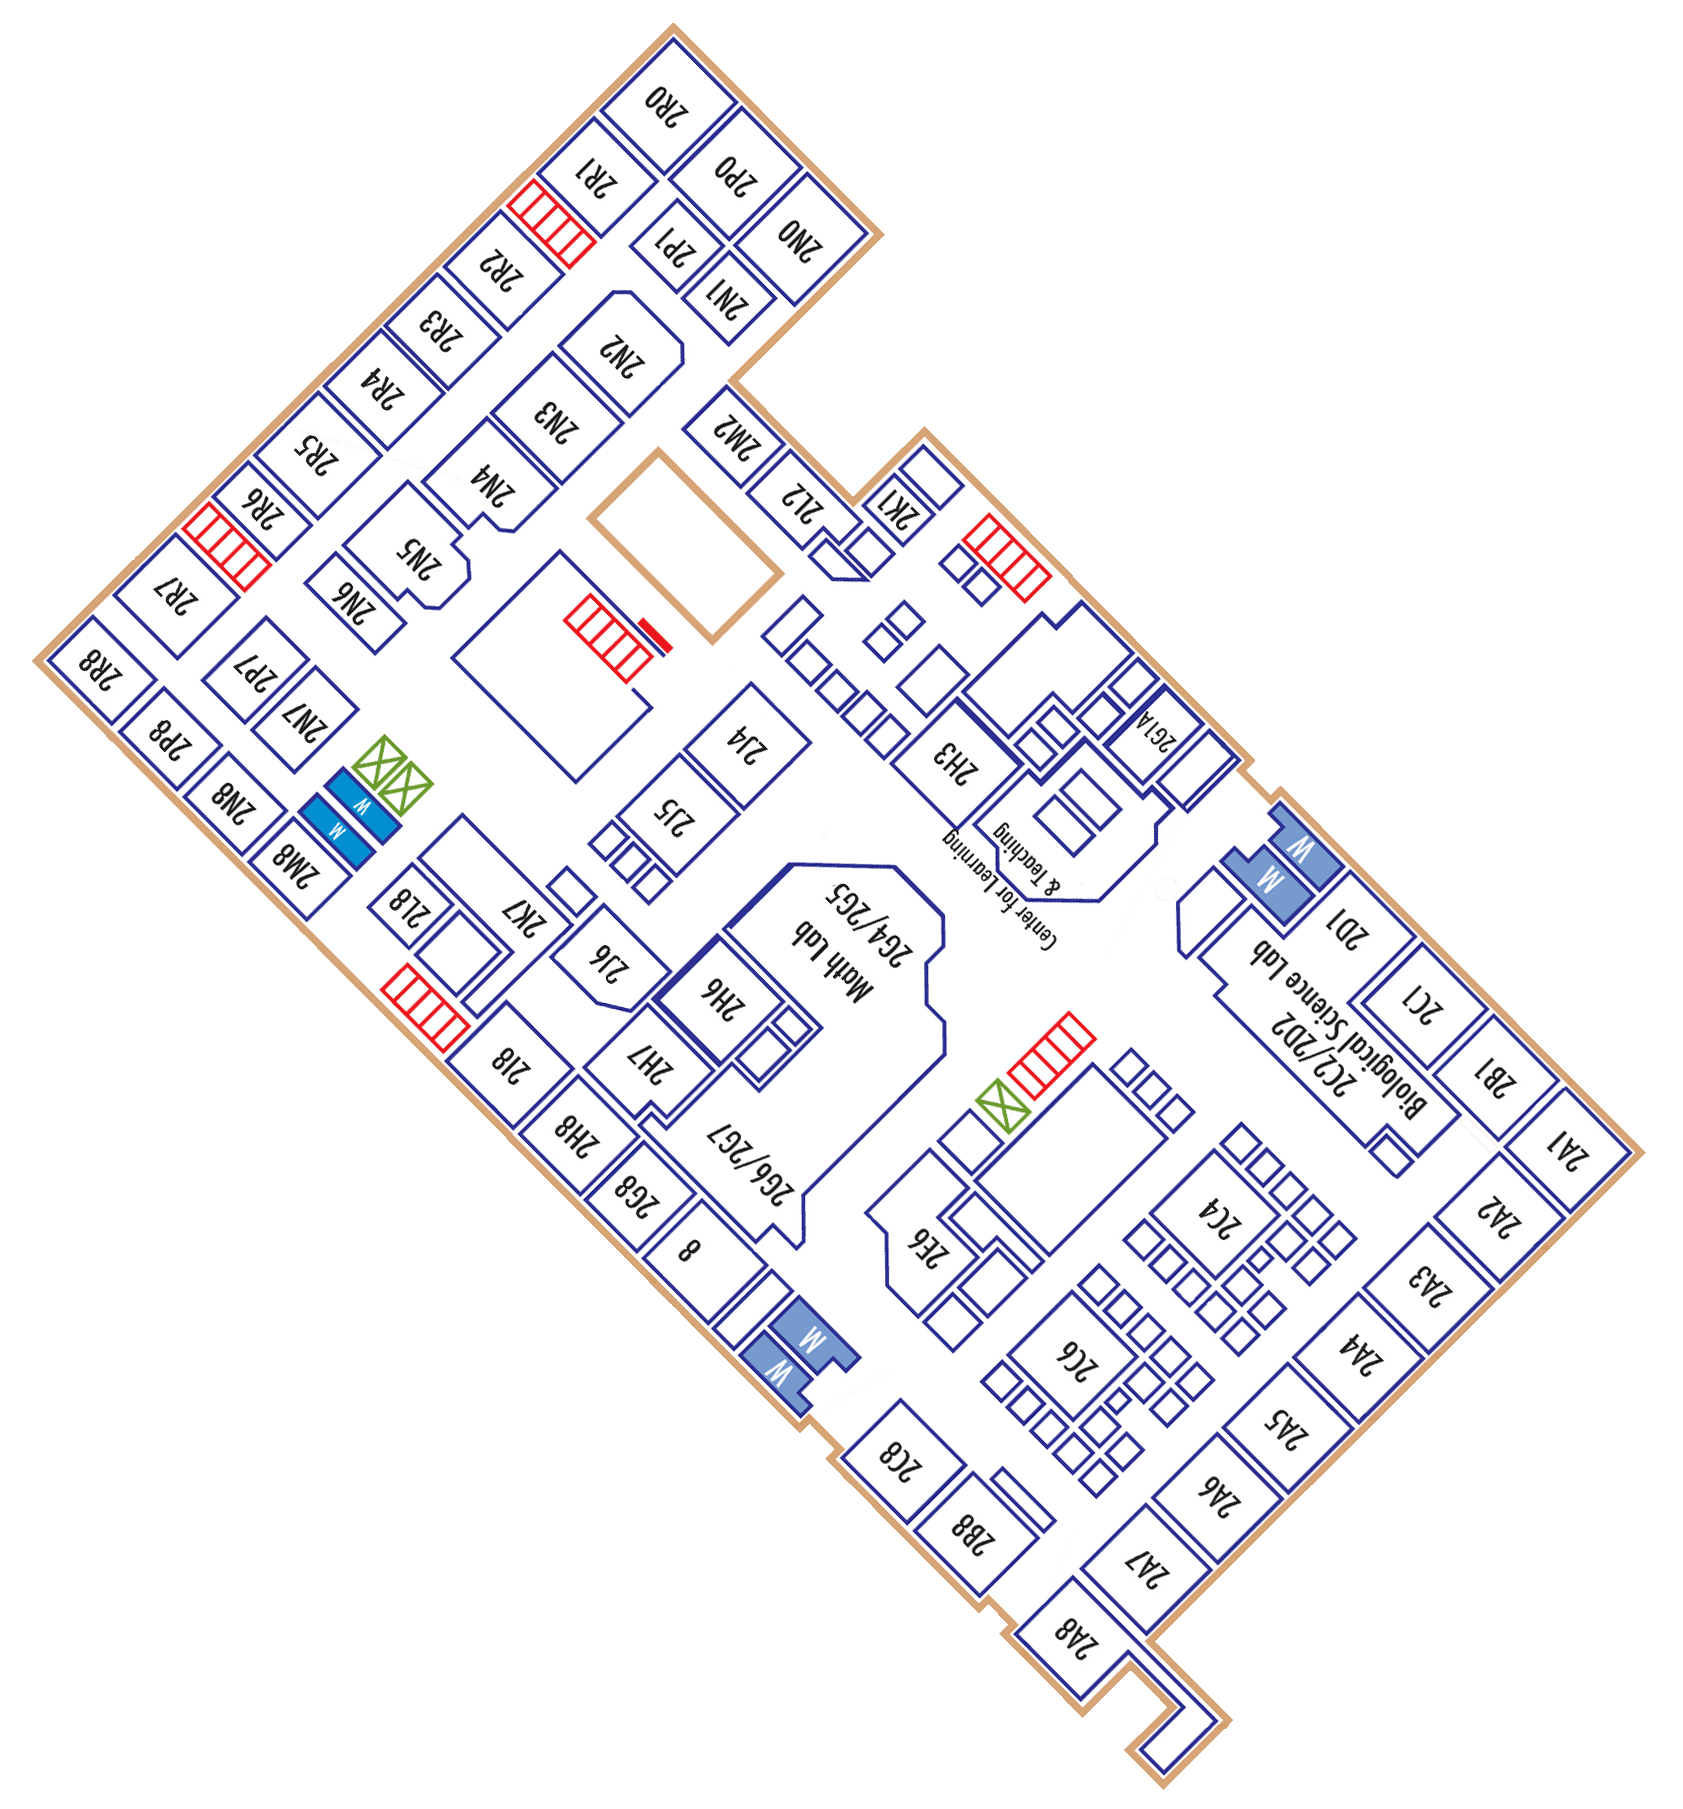 2R0
2P0
2N0
2R1
2P1
2N1
2R2
2R3
2R4
2R5
2R6
2R7
2R8
2N2
2N3
2N4
2N5
2N6
2P7
2N7
2P8
2N8
2M8
W
M
2M2
2L2
2K1
2J4
2J5
2J6
2K7
2L8
2I8
2H8
2G8
8
2H3
2G1A
Center for Learning
& Teaching
2G4/2G5
Math Lab
2H6
2H7
2G6/2G7
M
W
W
M
2D1
2C1
2B1
2A1
Biological Science Lab
2C2/2D2
2A2
2A3
2A4
2A5
2A6
2A7
2A8
2C4
2C6
2E6
2C8
2B8